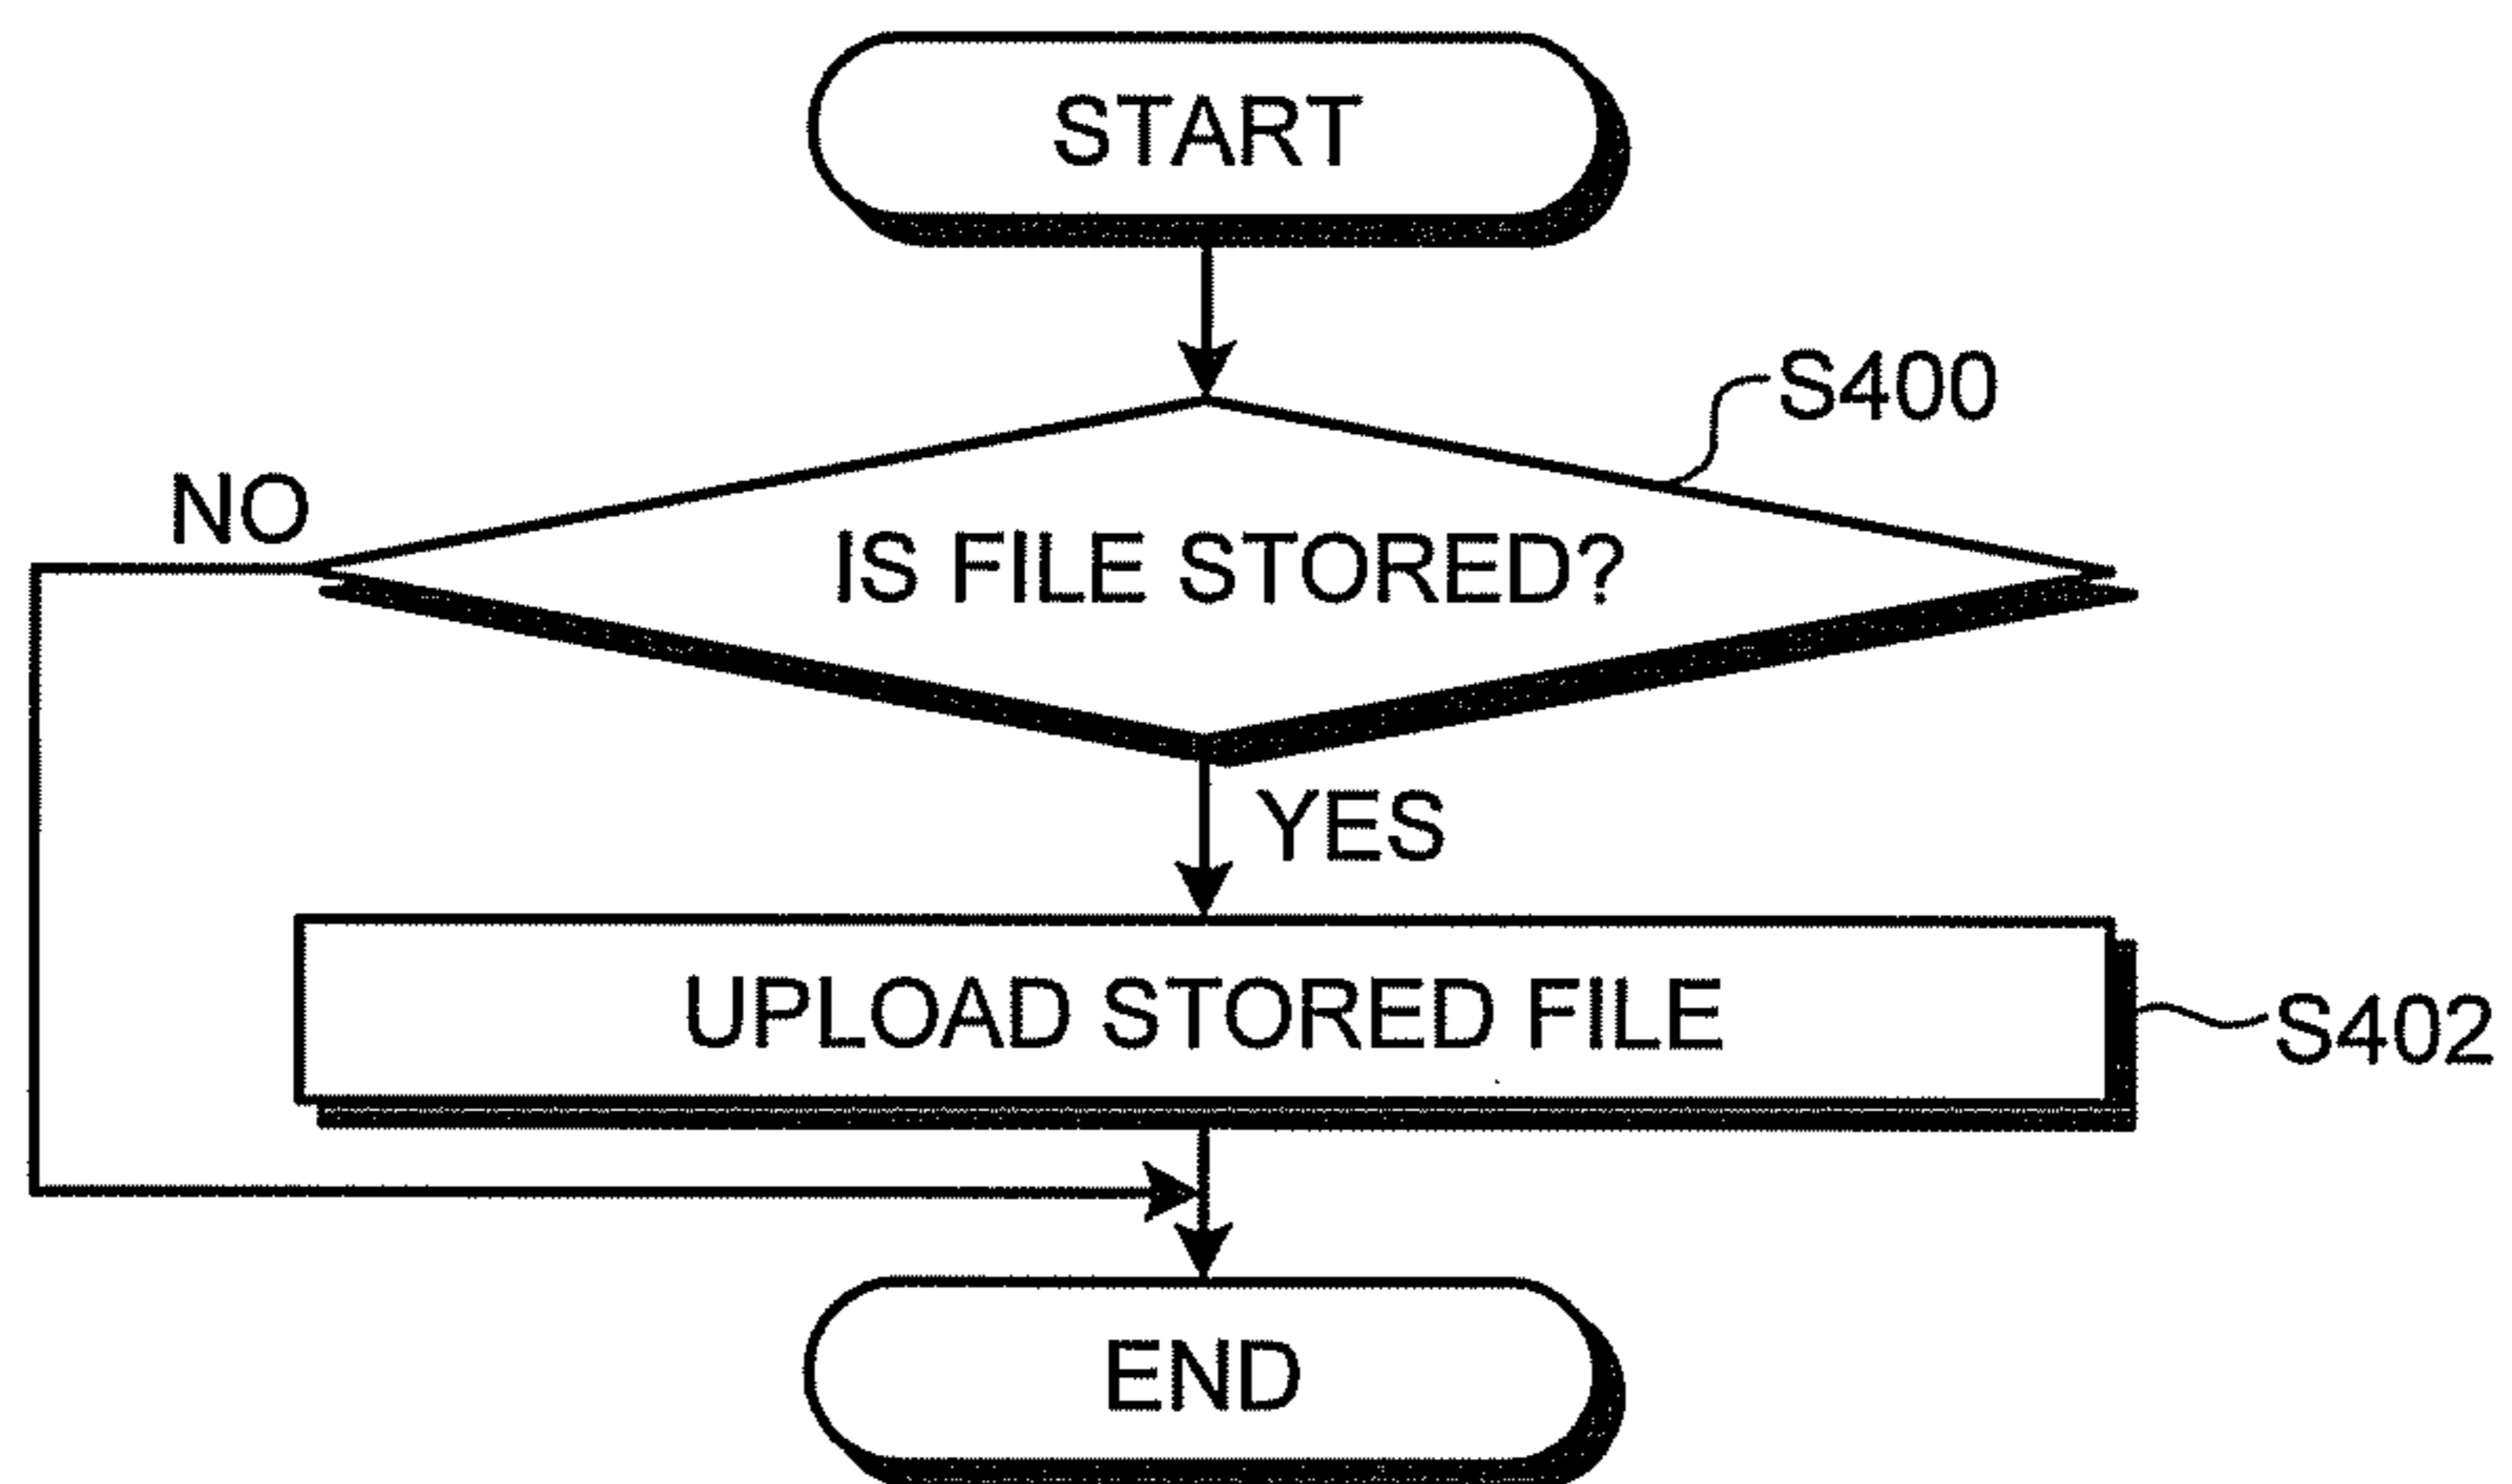 START
S400
NO
IS FILE STORED?
YES
UPLOAD STORED FILE
S402
END